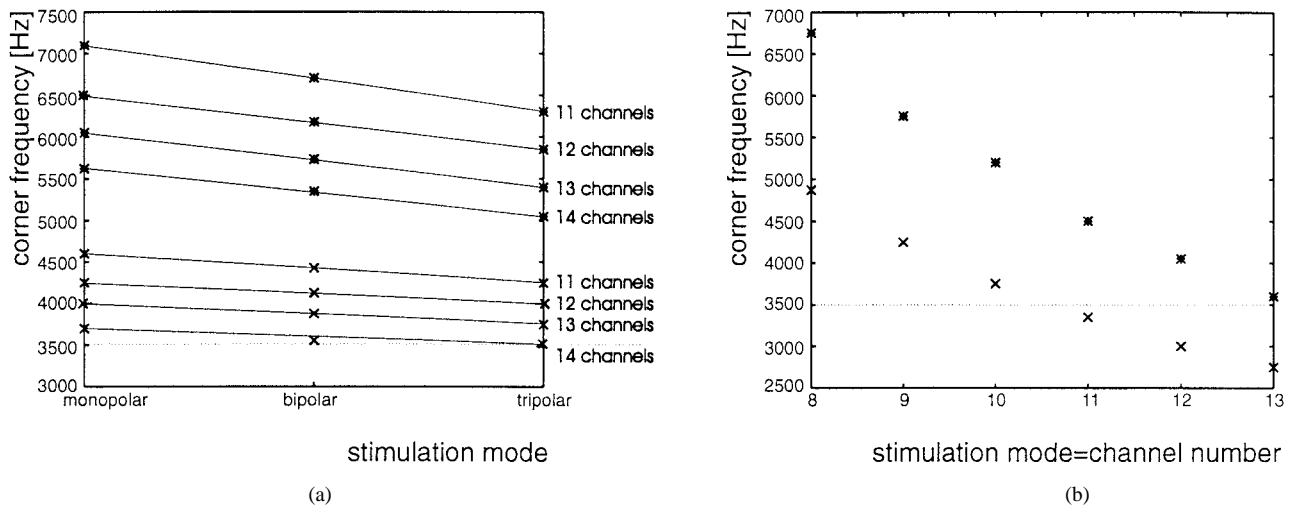 corner frequency [Hz]
7500
7000
6500
6000
5500
5000
4500
4000
3500
3000
11 channels
12 channels
13 channels
14 channels
11 channels
12 channels
13 channels
14 channels
monopolar
bipolar
tripolar
stimulation mode
(a)
corner frequency [Hz]
7000
6500
6000
5500
5000
4500
4000
3500
3000
2500
8
9
10
11
12
13
stimulation mode=channel number
(b)